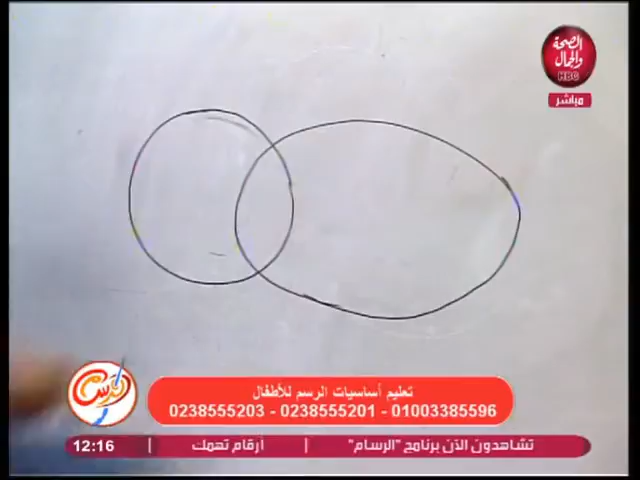 الصحة
والجمال
HBC
مباشر
تعليم أساسيات الرسم للأطفال
0238555203 - 0238555201 - 01003385596
تشاهدون الآن برنامج "الرسام"
أرقام تهمك
12:16